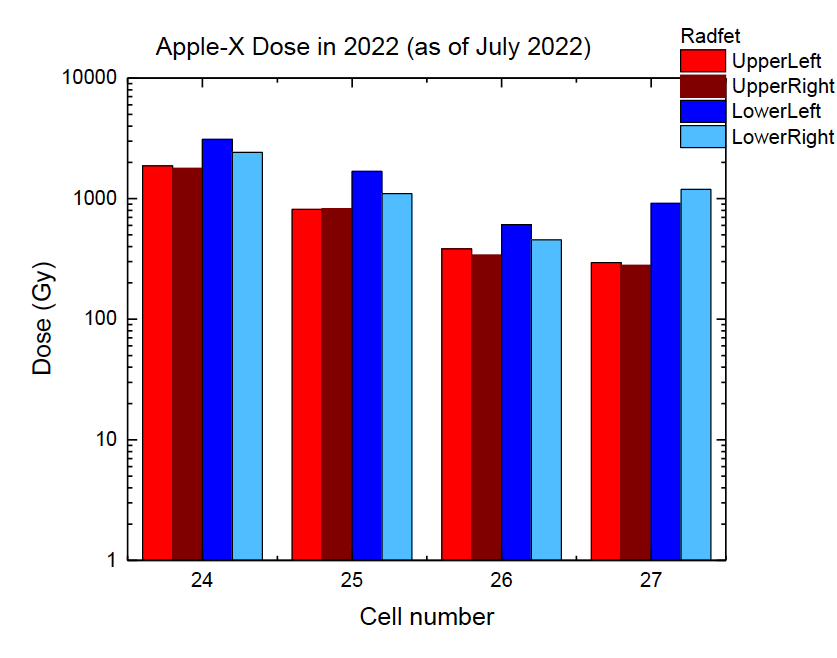 Apple-X Dose in 2022 (as of July 2022)
Radfet
UpperLeft
UpperRight
LowerLeft
LowerRight
10000
1000
100
10
1
Dose (Gy)
24 25 26 27
Cell number